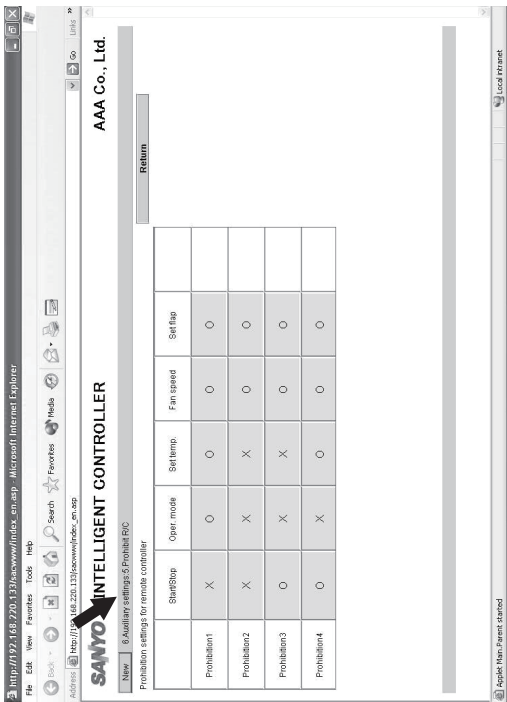 http://192.168.220.133/sacwww/index_en.asp - Microsoft Internet Explorer
File Edit View Favorites Tools Help
Back Search Favorites Media
Address http://192.168.220.133/sacwww/index_en.asp Go Links »
SANYO INTELLIGENT CONTROLLER AAA Co., Ltd.
New 6.Auxiliary settings:5.Prohibit R/C
Prohibition settings for remote controller Return
Start/Stop Oper. mode Set temp. Fan speed Set flap
Prohibition1 X O O O O
Prohibition2 X X X O O
Prohibition3 O X X O O
Prohibition4 O X O O O
Applet Main.Parent started Local intranet